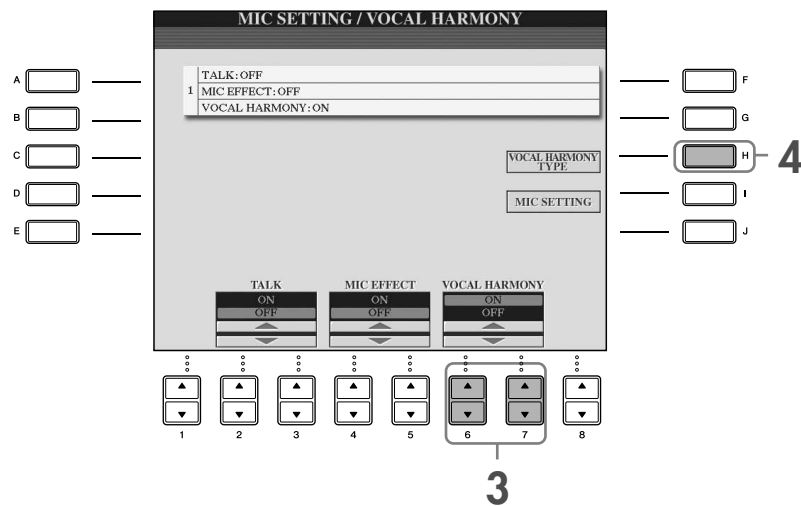 MIC SETTING / VOCAL HARMONY
TALK:OFF
1 MIC EFFECT:OFF
VOCAL HARMONY:ON
A
B
C
D
E
F
G
H
I
J
4
VOCAL HARMONY
TYPE
MIC SETTING
TALK MIC EFFECT VOCAL HARMONY
ON ON ON
OFF OFF OFF
1 2 3 4 5 6 7 8
3